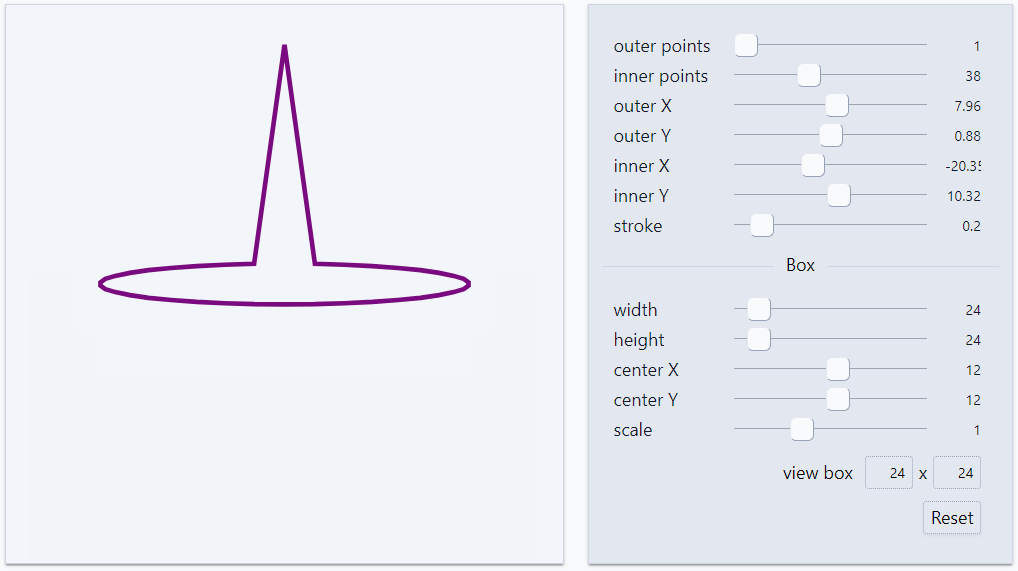 outer points 1
inner points 38
outer X 7.96
outer Y 0.88
inner X -20.35
inner Y 10.32
stroke 0.2
Box
width 24
height 24
center X 12
center Y 12
scale 1
view box 24 x 24
Reset